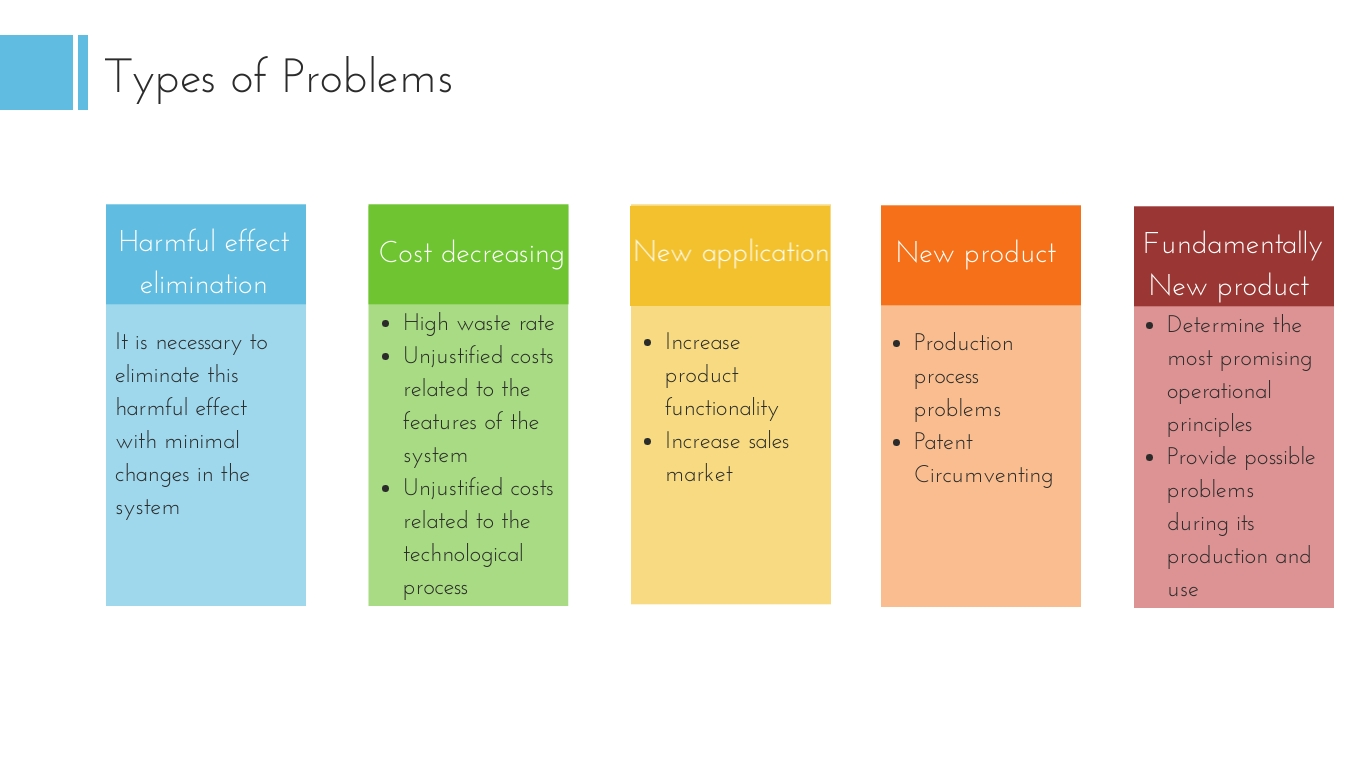 Types of Problems
Harmful effect
elimination
It is necessary to
eliminate this
harmful effect
with minimal
changes in the
system
Cost decreasing
• High waste rate
• Unjustified costs
related to the
features of the
system
• Unjustified costs
related to the
technological
process
New application
• Increase
product
functionality
• Increase sales
market
New product
• Production
process
problems
• Patent
Circumventing
Fundamentally
New product
• Determine the
most promising
operational
principles
• Provide possible
problems
during its
production and
use